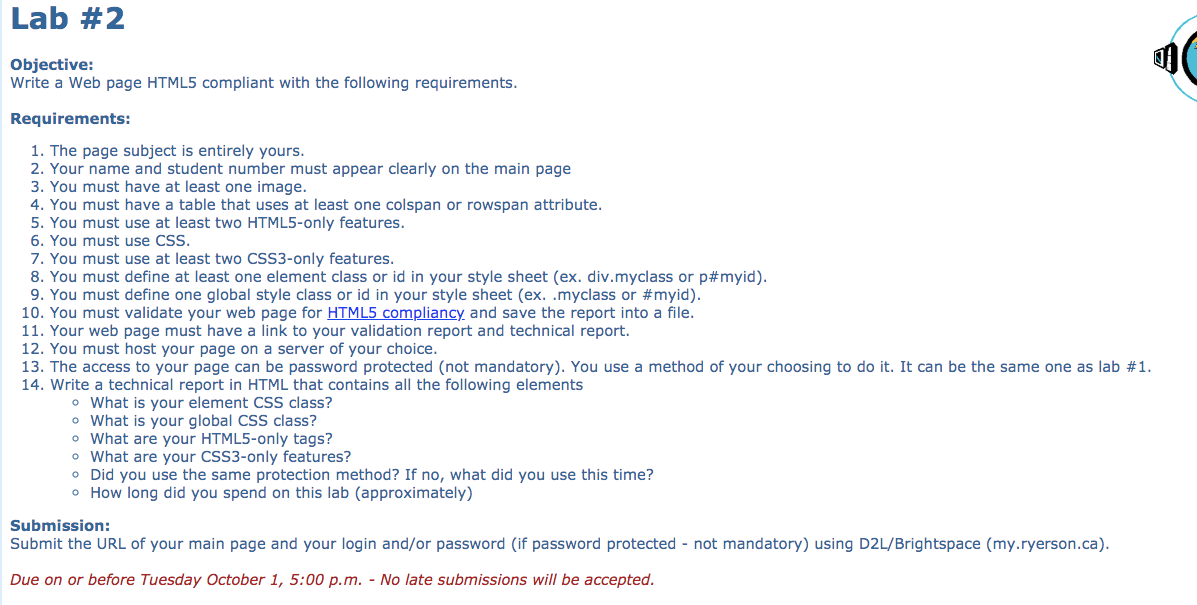 Lab #2
Objective:
Write a Web page HTML5 compliant with the following requirements.
Requirements:
1. The page subject is entirely yours.
2. Your name and student number must appear clearly on the main page
3. You must have at least one image.
4. You must have a table that uses at least one colspan or rowspan attribute.
5. You must use at least two HTML5-only features.
6. You must use CSS.
7. You must use at least two CSS3-only features.
8. You must define at least one element class or id in your style sheet (ex. div.myclass or p#myid).
9. You must define one global style class or id in your style sheet (ex. .myclass or #myid).
10. You must validate your web page for HTML5 compliancy and save the report into a file.
11. Your web page must have a link to your validation report and technical report.
12. You must host your page on a server of your choice.
13. The access to your page can be password protected (not mandatory). You use a method of your choosing to do it. It can be the same one as lab #1.
14. Write a technical report in HTML that contains all the following elements
◦ What is your element CSS class?
◦ What is your global CSS class?
◦ What are your HTML5-only tags?
◦ What are your CSS3-only features?
◦ Did you use the same protection method? If no, what did you use this time?
◦ How long did you spend on this lab (approximately)
Submission:
Submit the URL of your main page and your login and/or password (if password protected - not mandatory) using D2L/Brightspace (my.ryerson.ca).
Due on or before Tuesday October 1, 5:00 p.m. - No late submissions will be accepted.